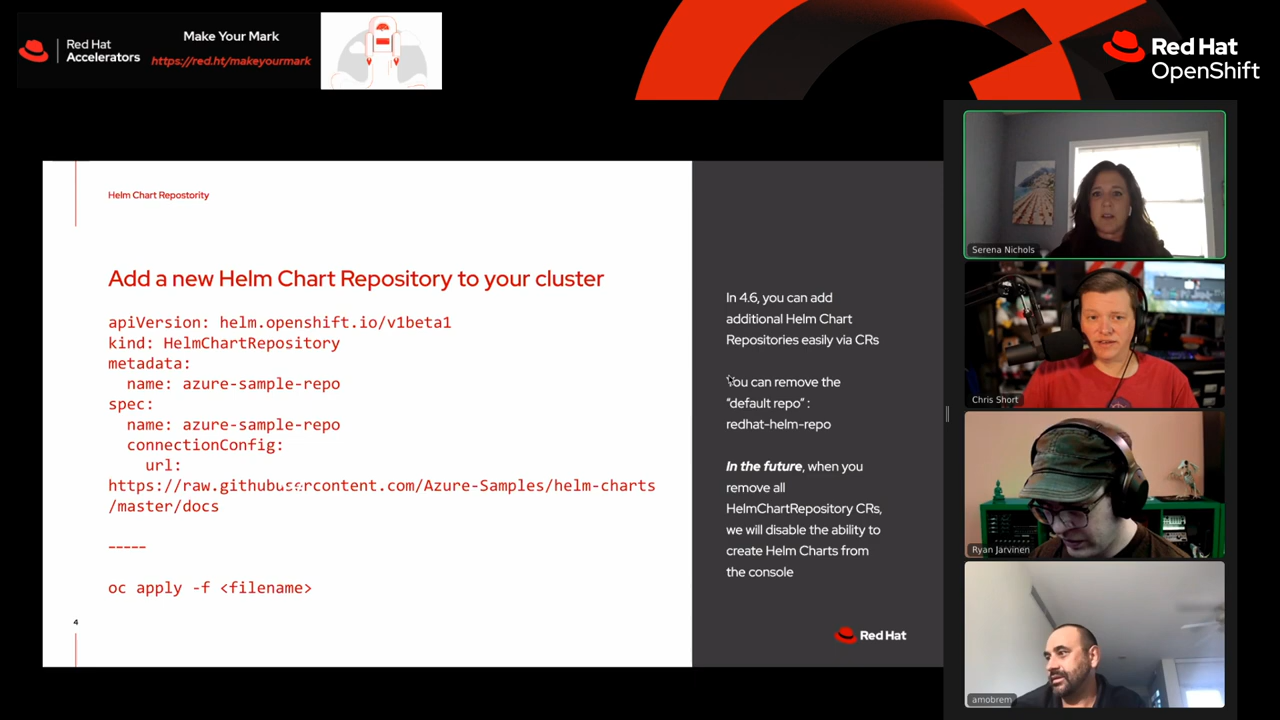 Red Hat
Accelerators
Make Your Mark
https://red.ht/makeyourmark
Red Hat
OpenShift
Helm Chart Repostority
Add a new Helm Chart Repository to your cluster
apiVersion: helm.openshift.io/v1beta1
kind: HelmChartRepository
metadata:
name: azure-sample-repo
spec:
name: azure-sample-repo
connectionConfig:
url:
https://raw.githubusercontent.com/Azure-Samples/helm-charts
/master/docs
-----
oc apply -f <filename>
4
In 4.6, you can add
additional Helm Chart
Repositories easily via CRs
You can remove the
“default repo” :
redhat-helm-repo
In the future, when you
remove all
HelmChartRepository CRs,
we will disable the ability to
create Helm Charts from
the console
Red Hat
Serena Nichols
Chris Short
Ryan Jarvinen
amobrem